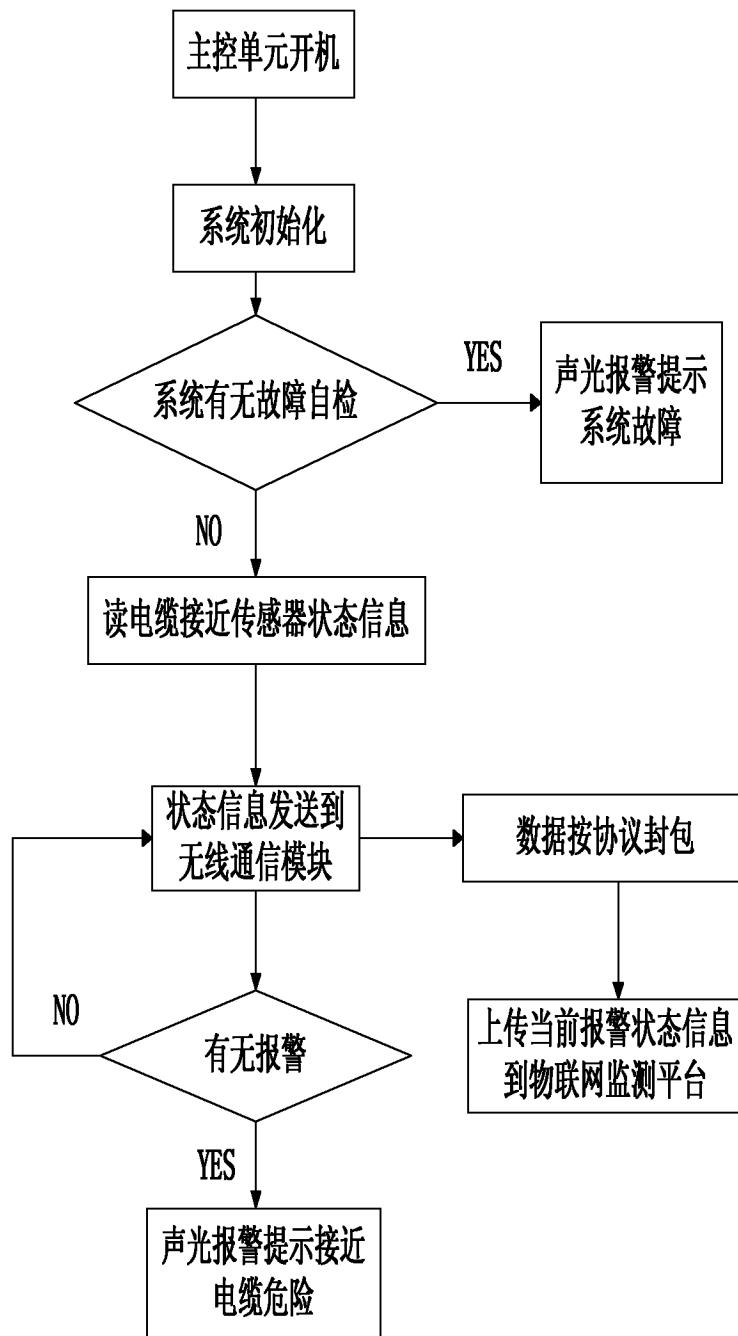 主控单元开机
系统初始化
系统有无故障自检
YES
声光报警提示
系统故障
NO
读电缆接近传感器状态信息
状态信息发送到
无线通信模块
数据按协议封包
NO
有无报警
上传当前报警状态信息
到物联网监测平台
YES
声光报警提示接近
电缆危险